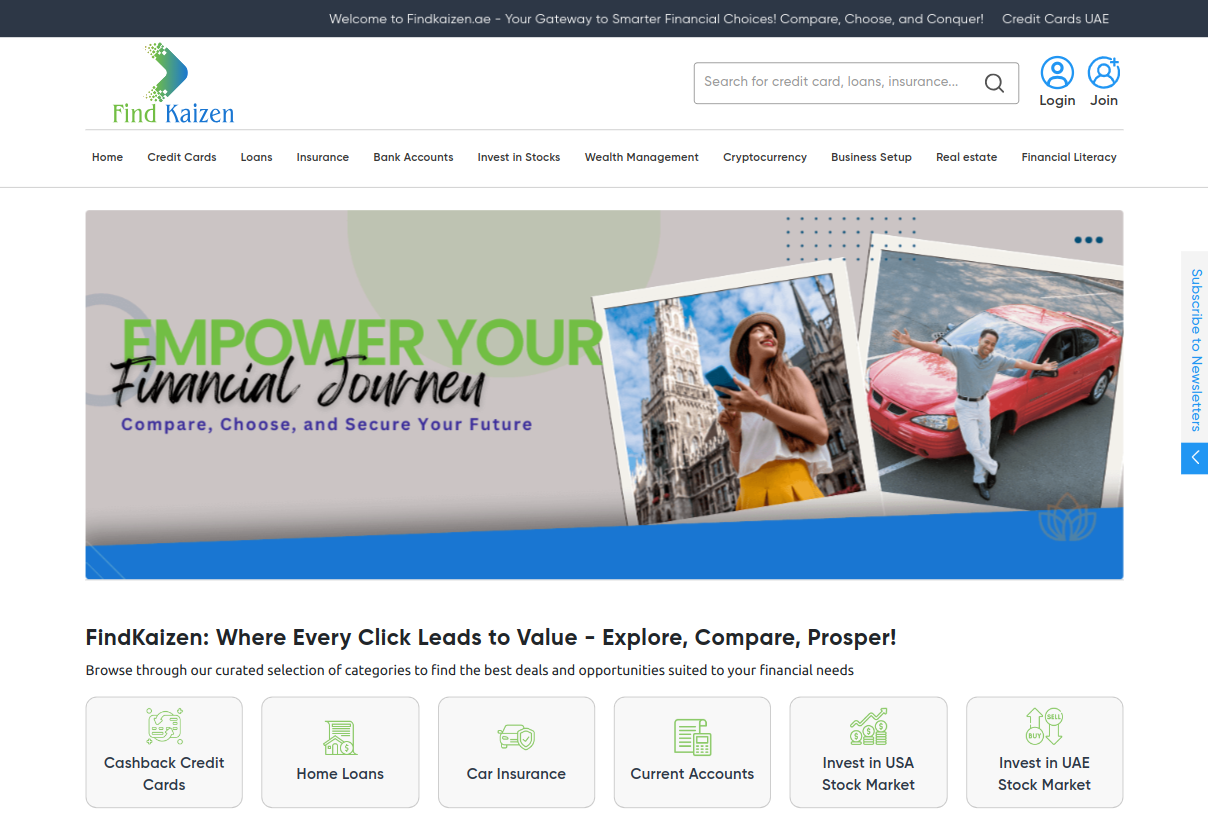 Welcome to Findkaizen.ae - Your Gateway to Smarter Financial Choices! Compare, Choose, and Conquer! Credit Cards UAE
Find Kaizen
Search for credit card, loans, insurance...
Login Join
Home Credit Cards Loans Insurance Bank Accounts Invest in Stocks Wealth Management Cryptocurrency Business Setup Real estate Financial Literacy
EMPOWER YOUR
Financial Journey
Compare, Choose, and Secure Your Future
Subscribe to Newsletters
FindKaizen: Where Every Click Leads to Value - Explore, Compare, Prosper!
Browse through our curated selection of categories to find the best deals and opportunities suited to your financial needs
SELL
BUY
Cashback Credit
Cards
Home Loans
Car Insurance
Current Accounts
Invest in USA
Stock Market
Invest in UAE
Stock Market